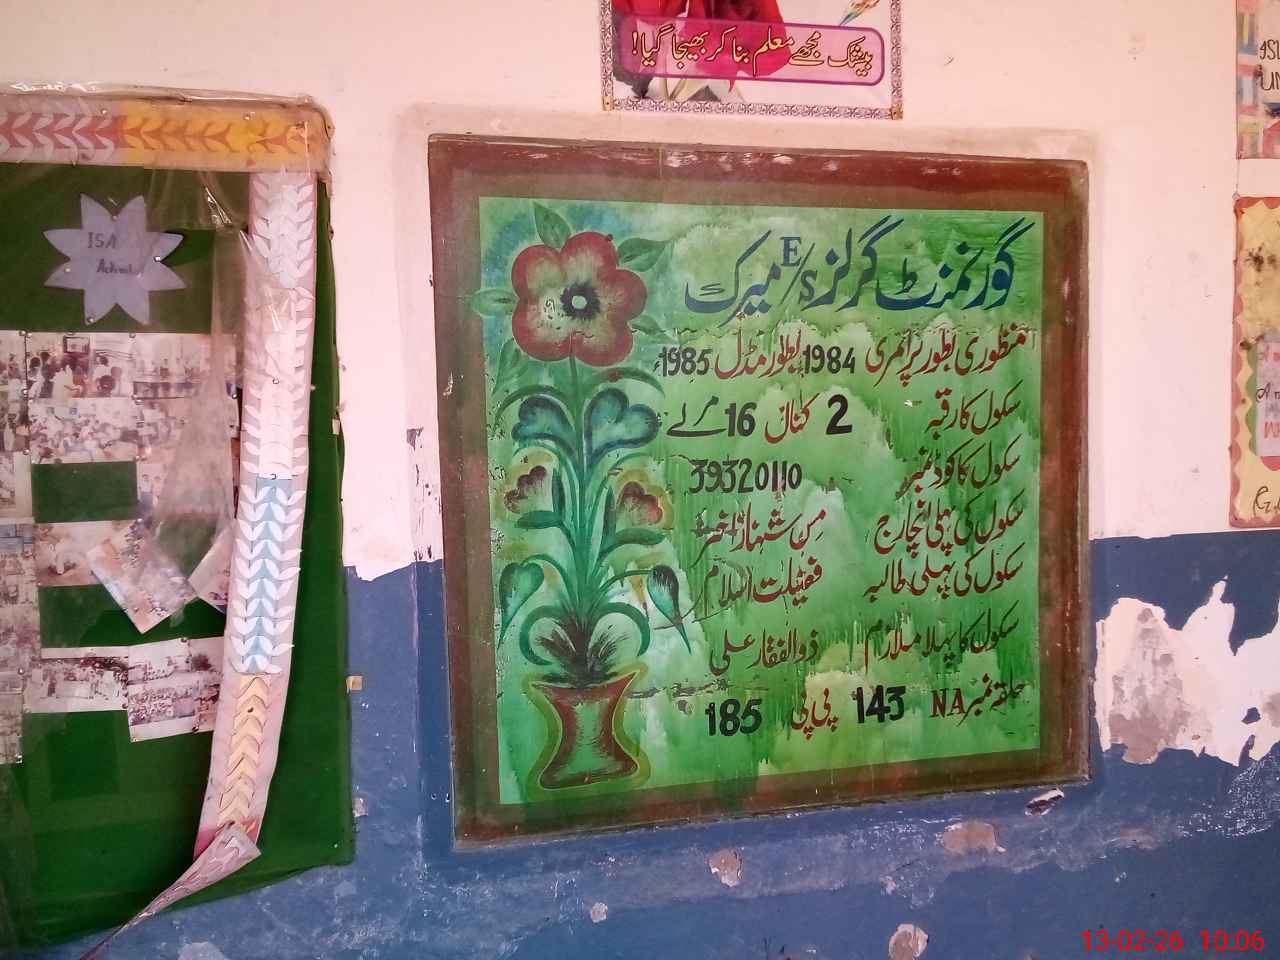 بیشک مجھے معلم بنا کر بھیجا گیا!
ISA
گورنمنٹ گرلز E/S میرک
منظوری بطور پرائمری 1984 بطور مڈل 1985
سکول کا رقبہ 2 کنال 16 مرلے
سکول کا کوڈ نمبر 39320110
سکول کی پہلی انچارج مس شہناز اختر
سکول کی پہلی طالبہ فضیلت اسلام
سکول کا پہلا ملازم ذوالفقار علی
حلقہ نمبر NA 143 پی پی 185
13-02-26 10:06